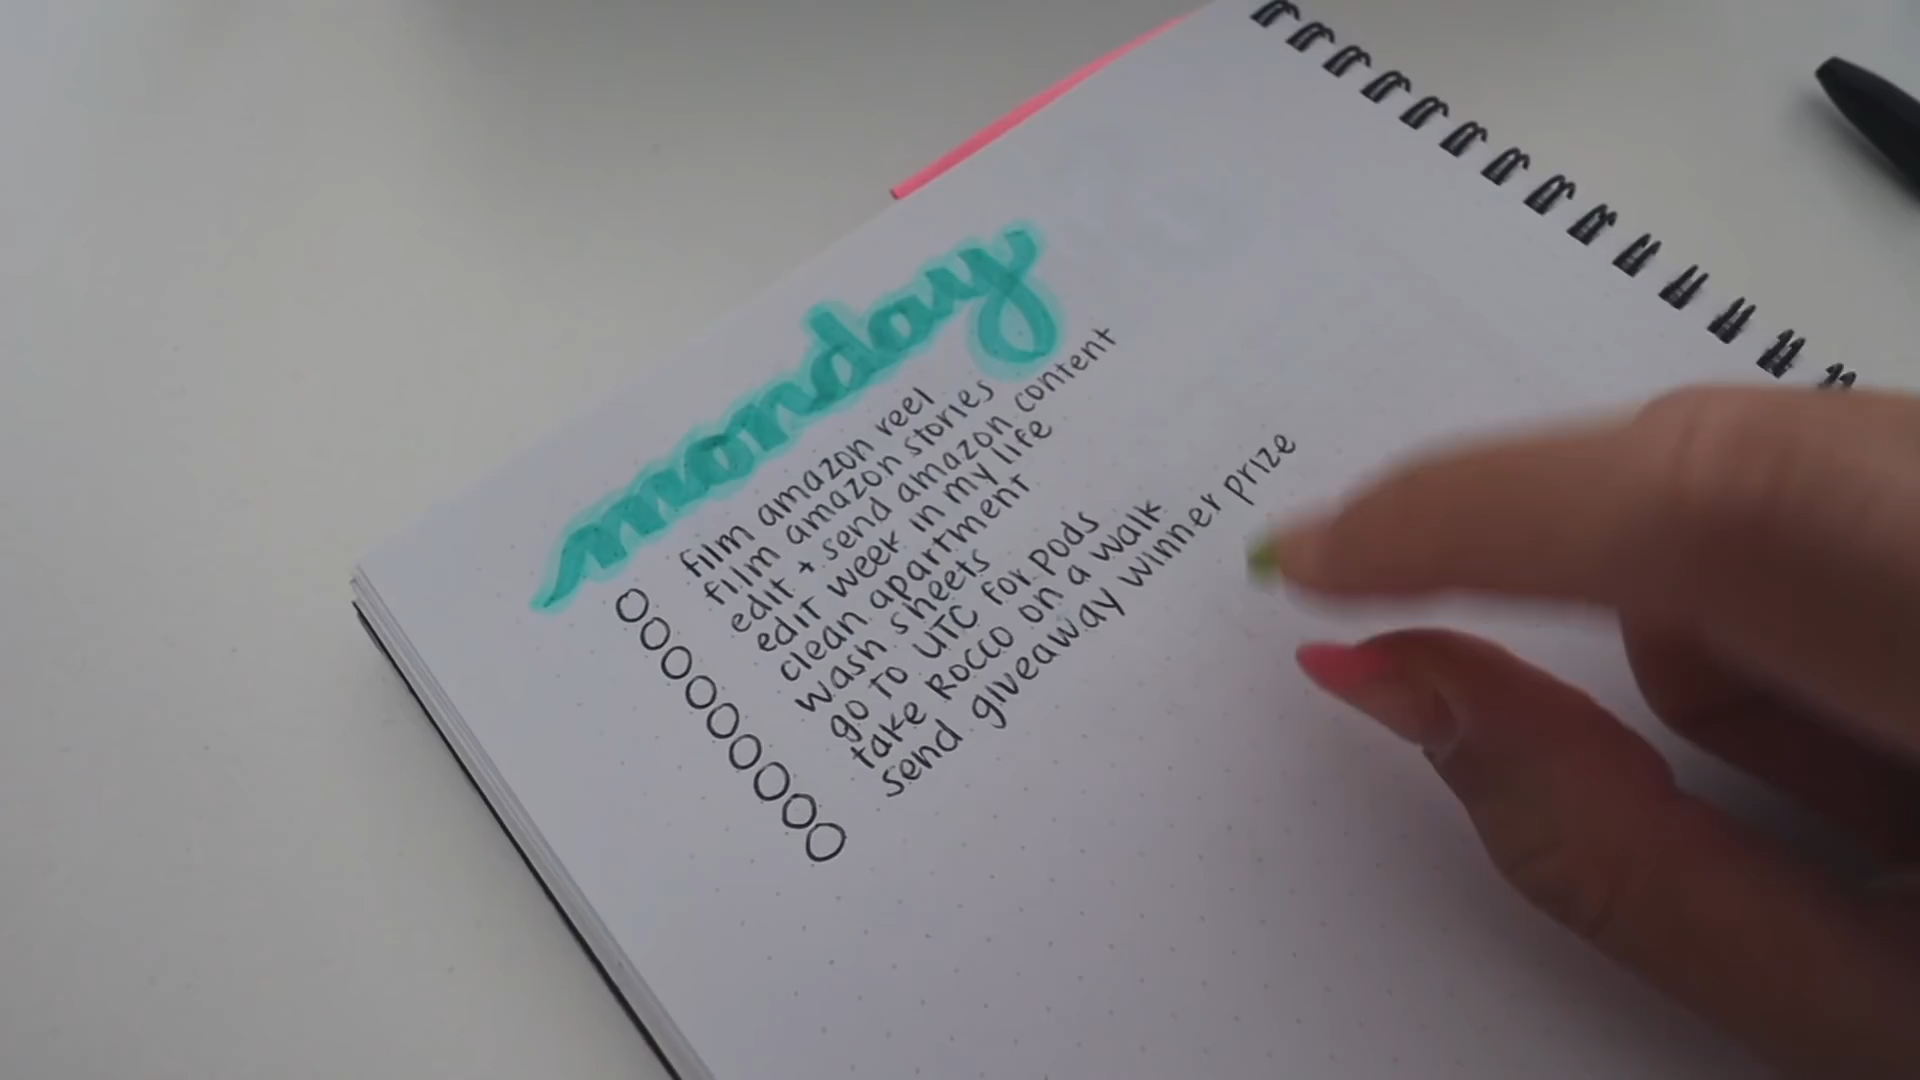 monday
film amazon reel
film amazon stories
edit + send amazon content
edit week in my life
clean apartment
wash sheets
go to UTC for pods
take Rocco on a walk
send giveaway winner prize